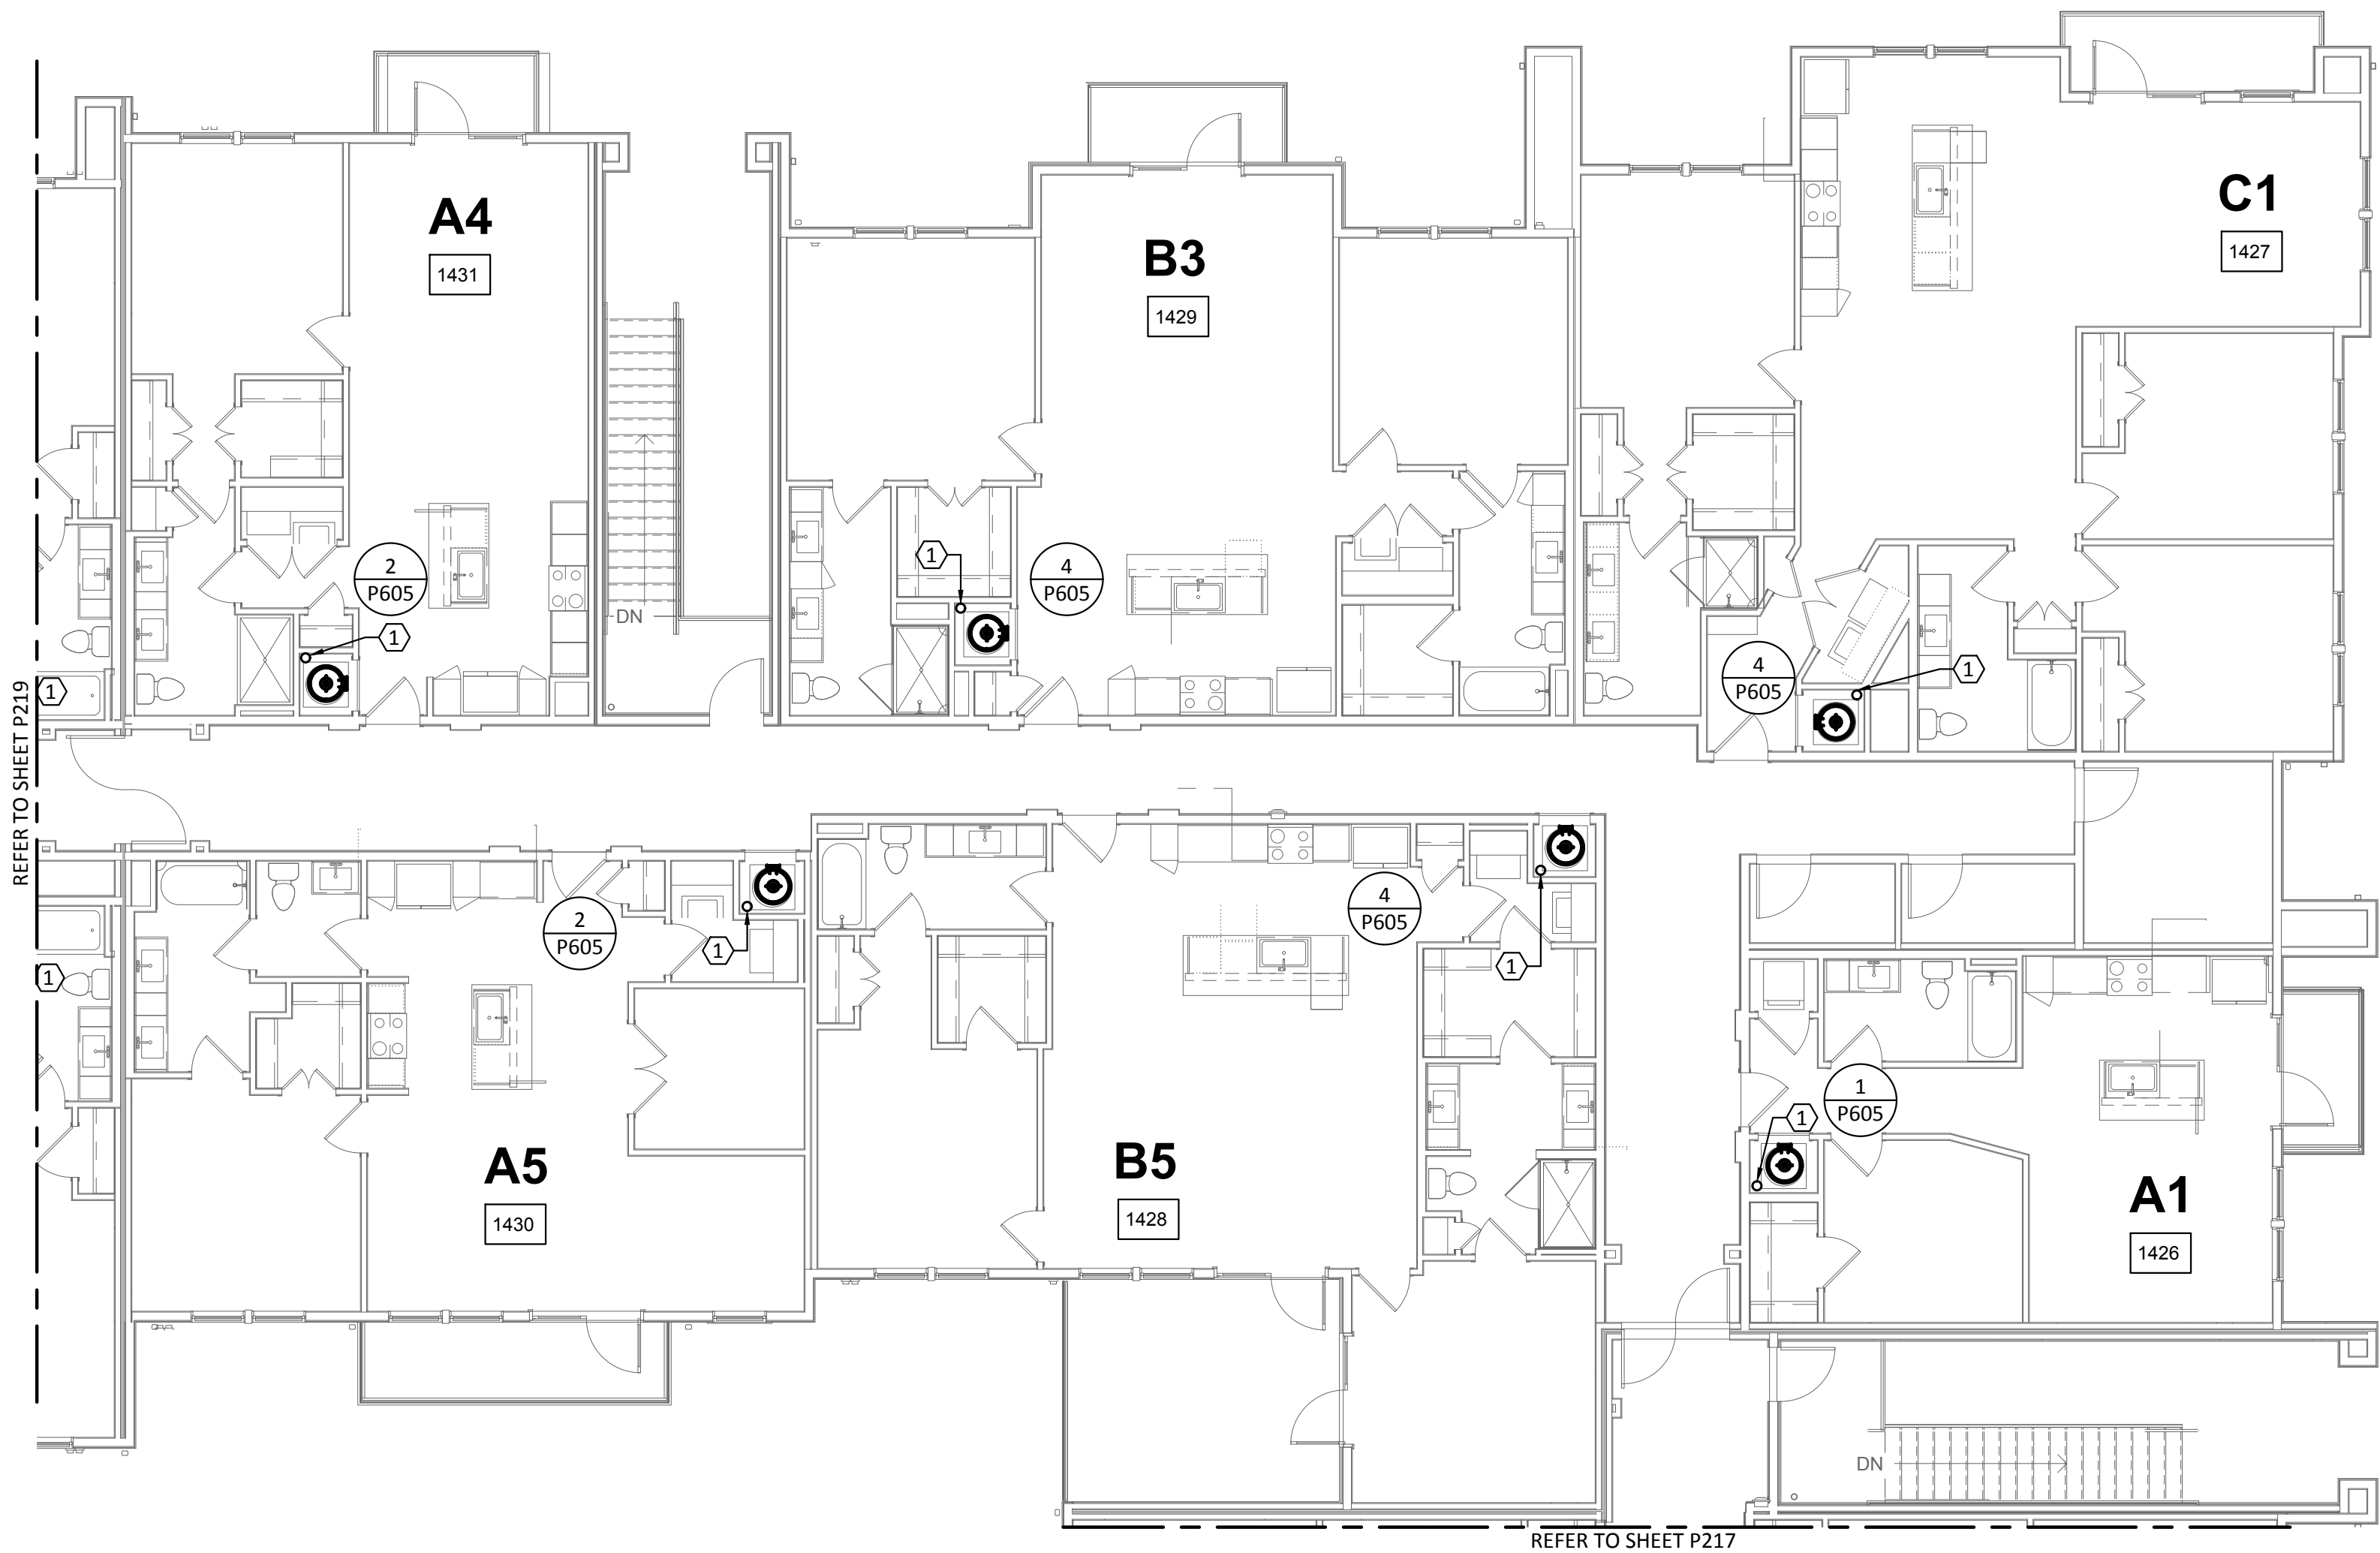 A4
1431
B3
1429
C1
1427
2
P605
1
DN
1
4
P605
4
P605
1
1
REFER TO SHEET P219
1
2
P605
1
4
P605
1
A5
1430
B5
1428
1
P605
1
A1
1426
DN
REFER TO SHEET P217